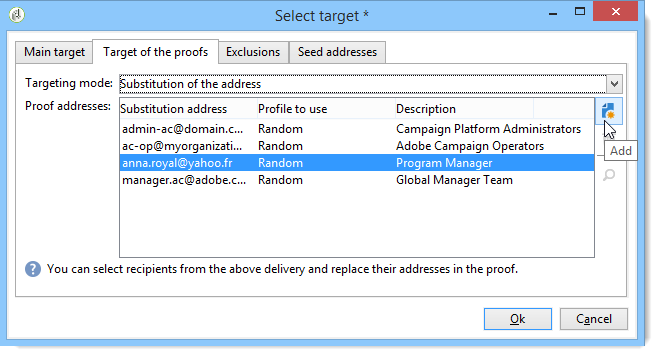 Select target *
Main target Target of the proofs Exclusions Seed addresses
Targeting mode: Substitution of the address
Proof addresses: Substitution address Profile to use Description
admin-ac@domain.c... Random Campaign Platform Administrators
ac-op@myorganizati... Random Adobe Campaign Operators
anna.royal@yahoo.fr Random Program Manager
manager.ac@adobe.c... Random Global Manager Team
Add
? You can select recipients from the above delivery and replace their addresses in the proof.
Ok Cancel